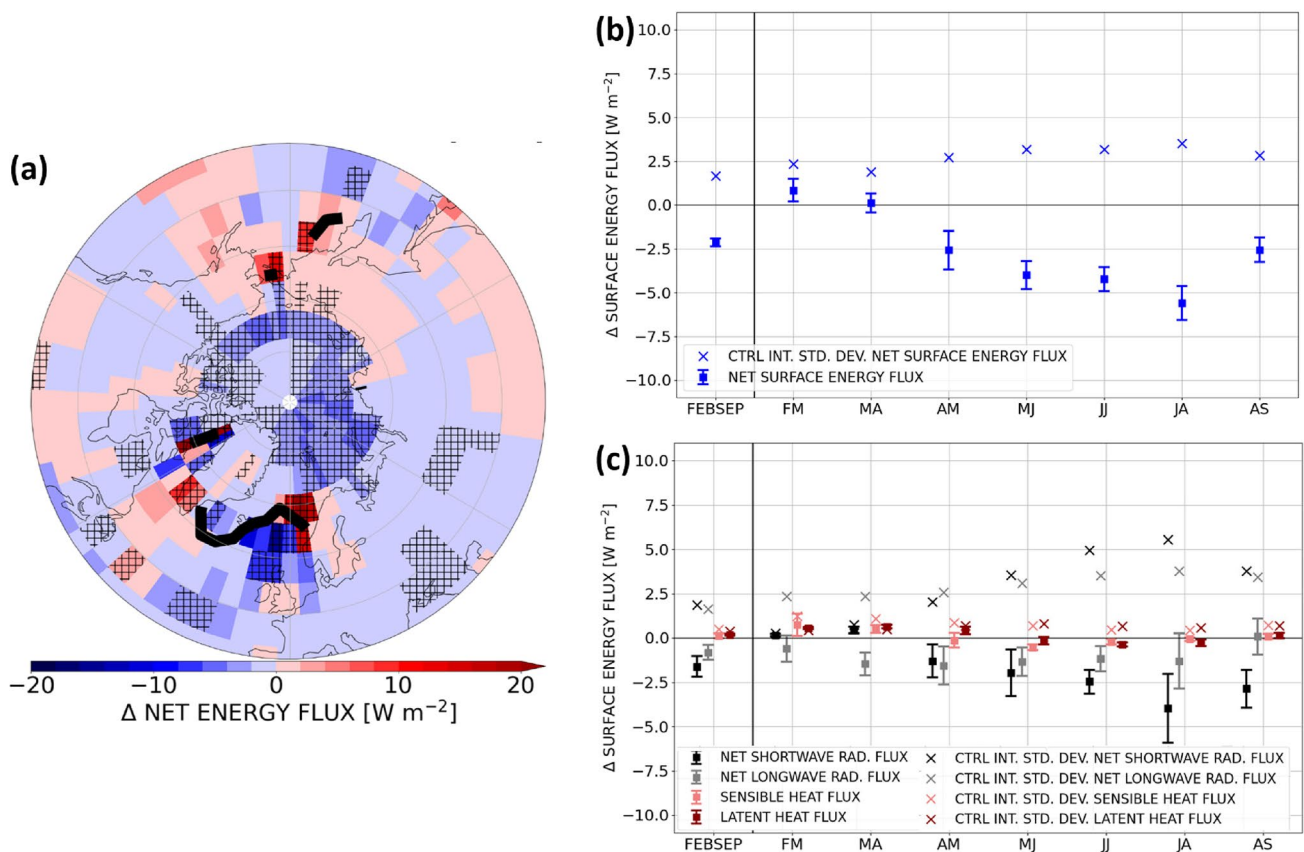 (a)
−20
−10
0
10
20
Δ NET ENERGY FLUX [W m⁻²]
(b)
Δ SURFACE ENERGY FLUX [W m⁻²]
10.0
7.5
5.0
2.5
0.0
−2.5
−5.0
−7.5
−10.0
CTRL INT. STD. DEV. NET SURFACE ENERGY FLUX
NET SURFACE ENERGY FLUX
FEBSEP
FM
MA
AM
MJ
JJ
JA
AS
(c)
Δ SURFACE ENERGY FLUX [W m⁻²]
10.0
7.5
5.0
2.5
0.0
−2.5
−5.0
−7.5
−10.0
NET SHORTWAVE RAD. FLUX
NET LONGWAVE RAD. FLUX
SENSIBLE HEAT FLUX
LATENT HEAT FLUX
CTRL INT. STD. DEV. NET SHORTWAVE RAD. FLUX
CTRL INT. STD. DEV. NET LONGWAVE RAD. FLUX
CTRL INT. STD. DEV. SENSIBLE HEAT FLUX
CTRL INT. STD. DEV. LATENT HEAT FLUX
FEBSEP
FM
MA
AM
MJ
JJ
JA
AS